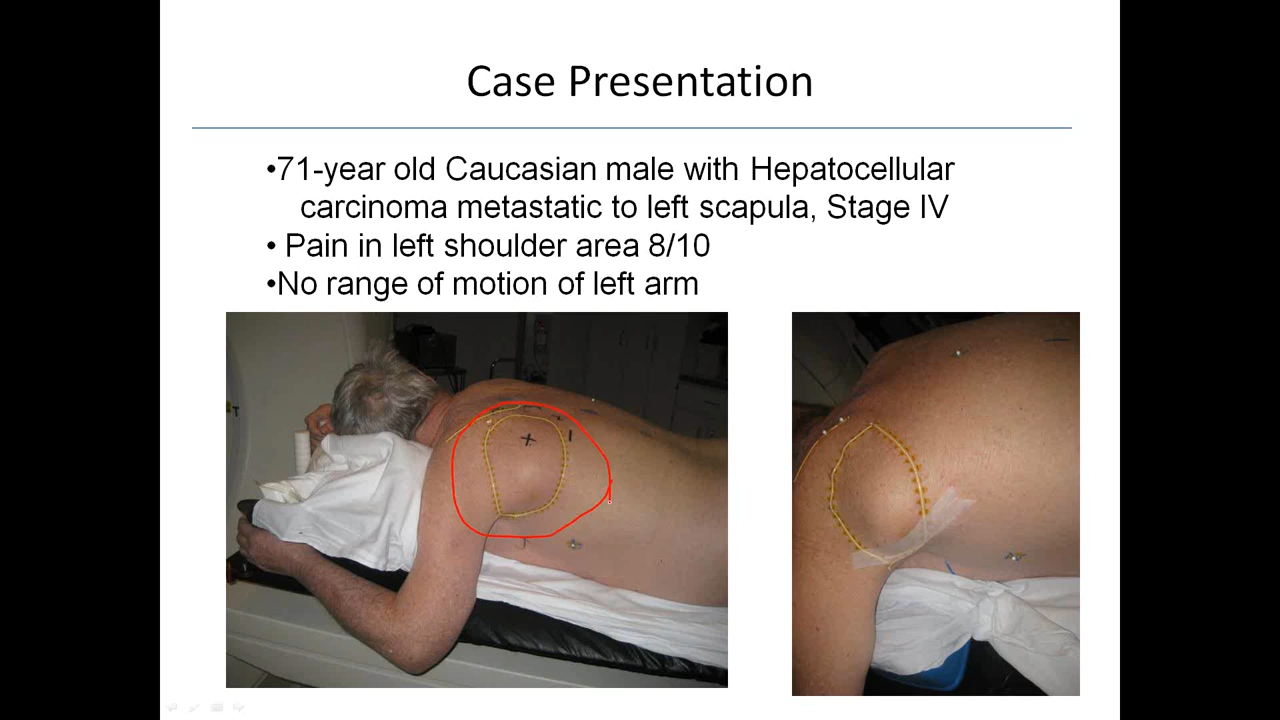 Case Presentation
•71-year old Caucasian male with Hepatocellular
carcinoma metastatic to left scapula, Stage IV
• Pain in left shoulder area 8/10
•No range of motion of left arm